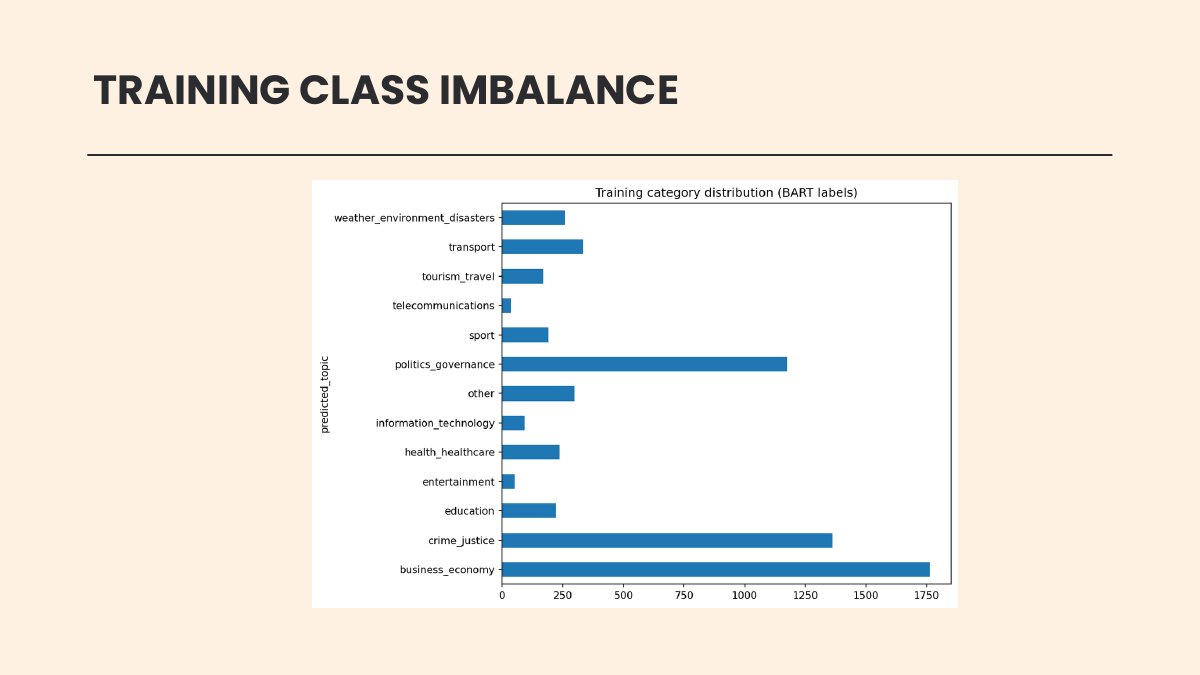 TRAINING CLASS IMBALANCE
Training category distribution (BART labels)
predicted_topic
weather_environment_disasters
transport
tourism_travel
telecommunications
sport
politics_governance
other
information_technology
health_healthcare
entertainment
education
crime_justice
business_economy
0 250 500 750 1000 1250 1500 1750